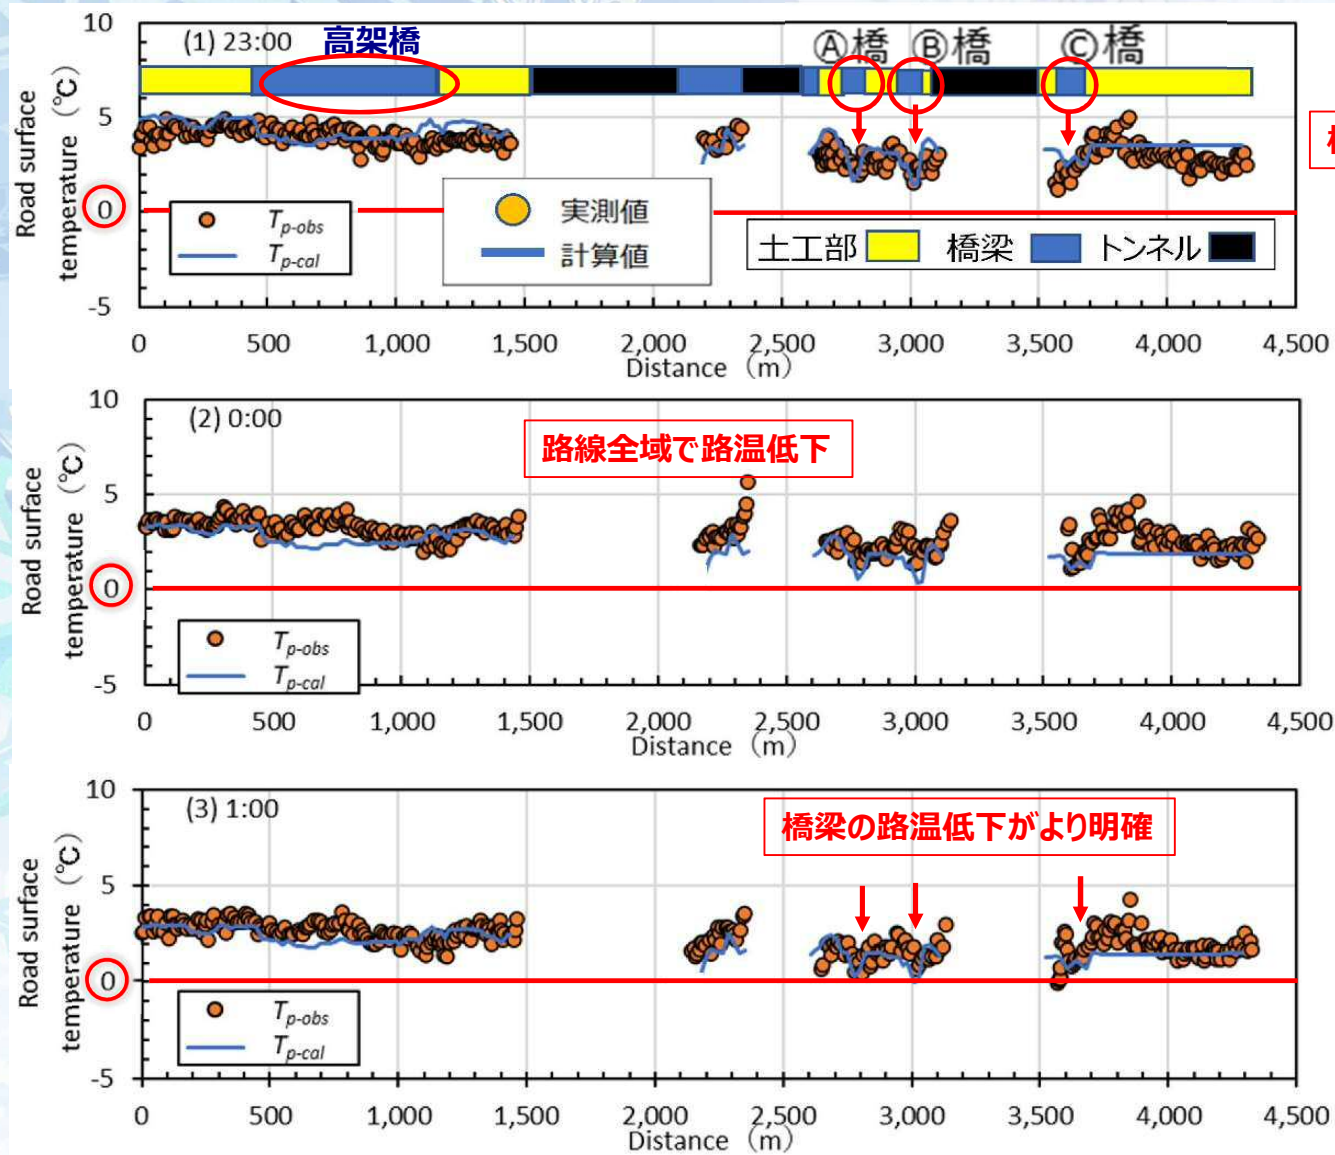 (1) 23:00
高架橋
Ⓐ橋
Ⓑ橋
Ⓒ橋
Road surface
temperature (℃)
10
5
0
-5
T_{p-obs}
T_{p-cal}
実測値
計算値
土工部
橋梁
トンネル
0
500
1,000
1,500
2,000
2,500
3,000
3,500
4,000
4,500
Distance (m)
(2) 0:00
路線全域で路温低下
Road surface
temperature (℃)
10
5
0
-5
T_{p-obs}
T_{p-cal}
0
500
1,000
1,500
2,000
2,500
3,000
3,500
4,000
4,500
Distance (m)
(3) 1:00
橋梁の路温低下がより明確
Road surface
temperature (℃)
10
5
0
-5
T_{p-obs}
T_{p-cal}
0
500
1,000
1,500
2,000
2,500
3,000
3,500
4,000
4,500
Distance (m)